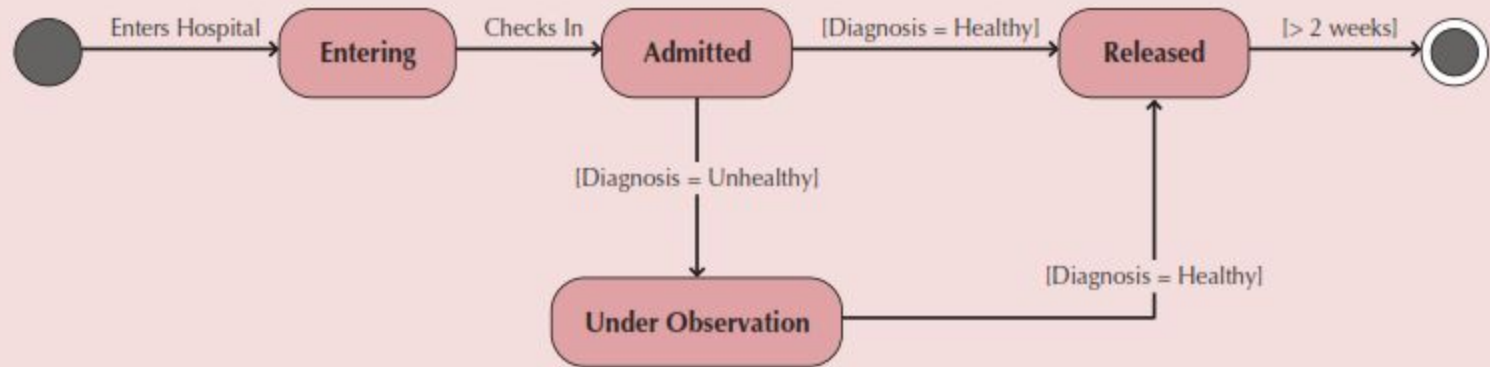 Enters Hospital
Entering
Checks In
Admitted
[Diagnosis = Healthy]
Released
[> 2 weeks]
[Diagnosis = Unhealthy]
[Diagnosis = Healthy]
Under Observation